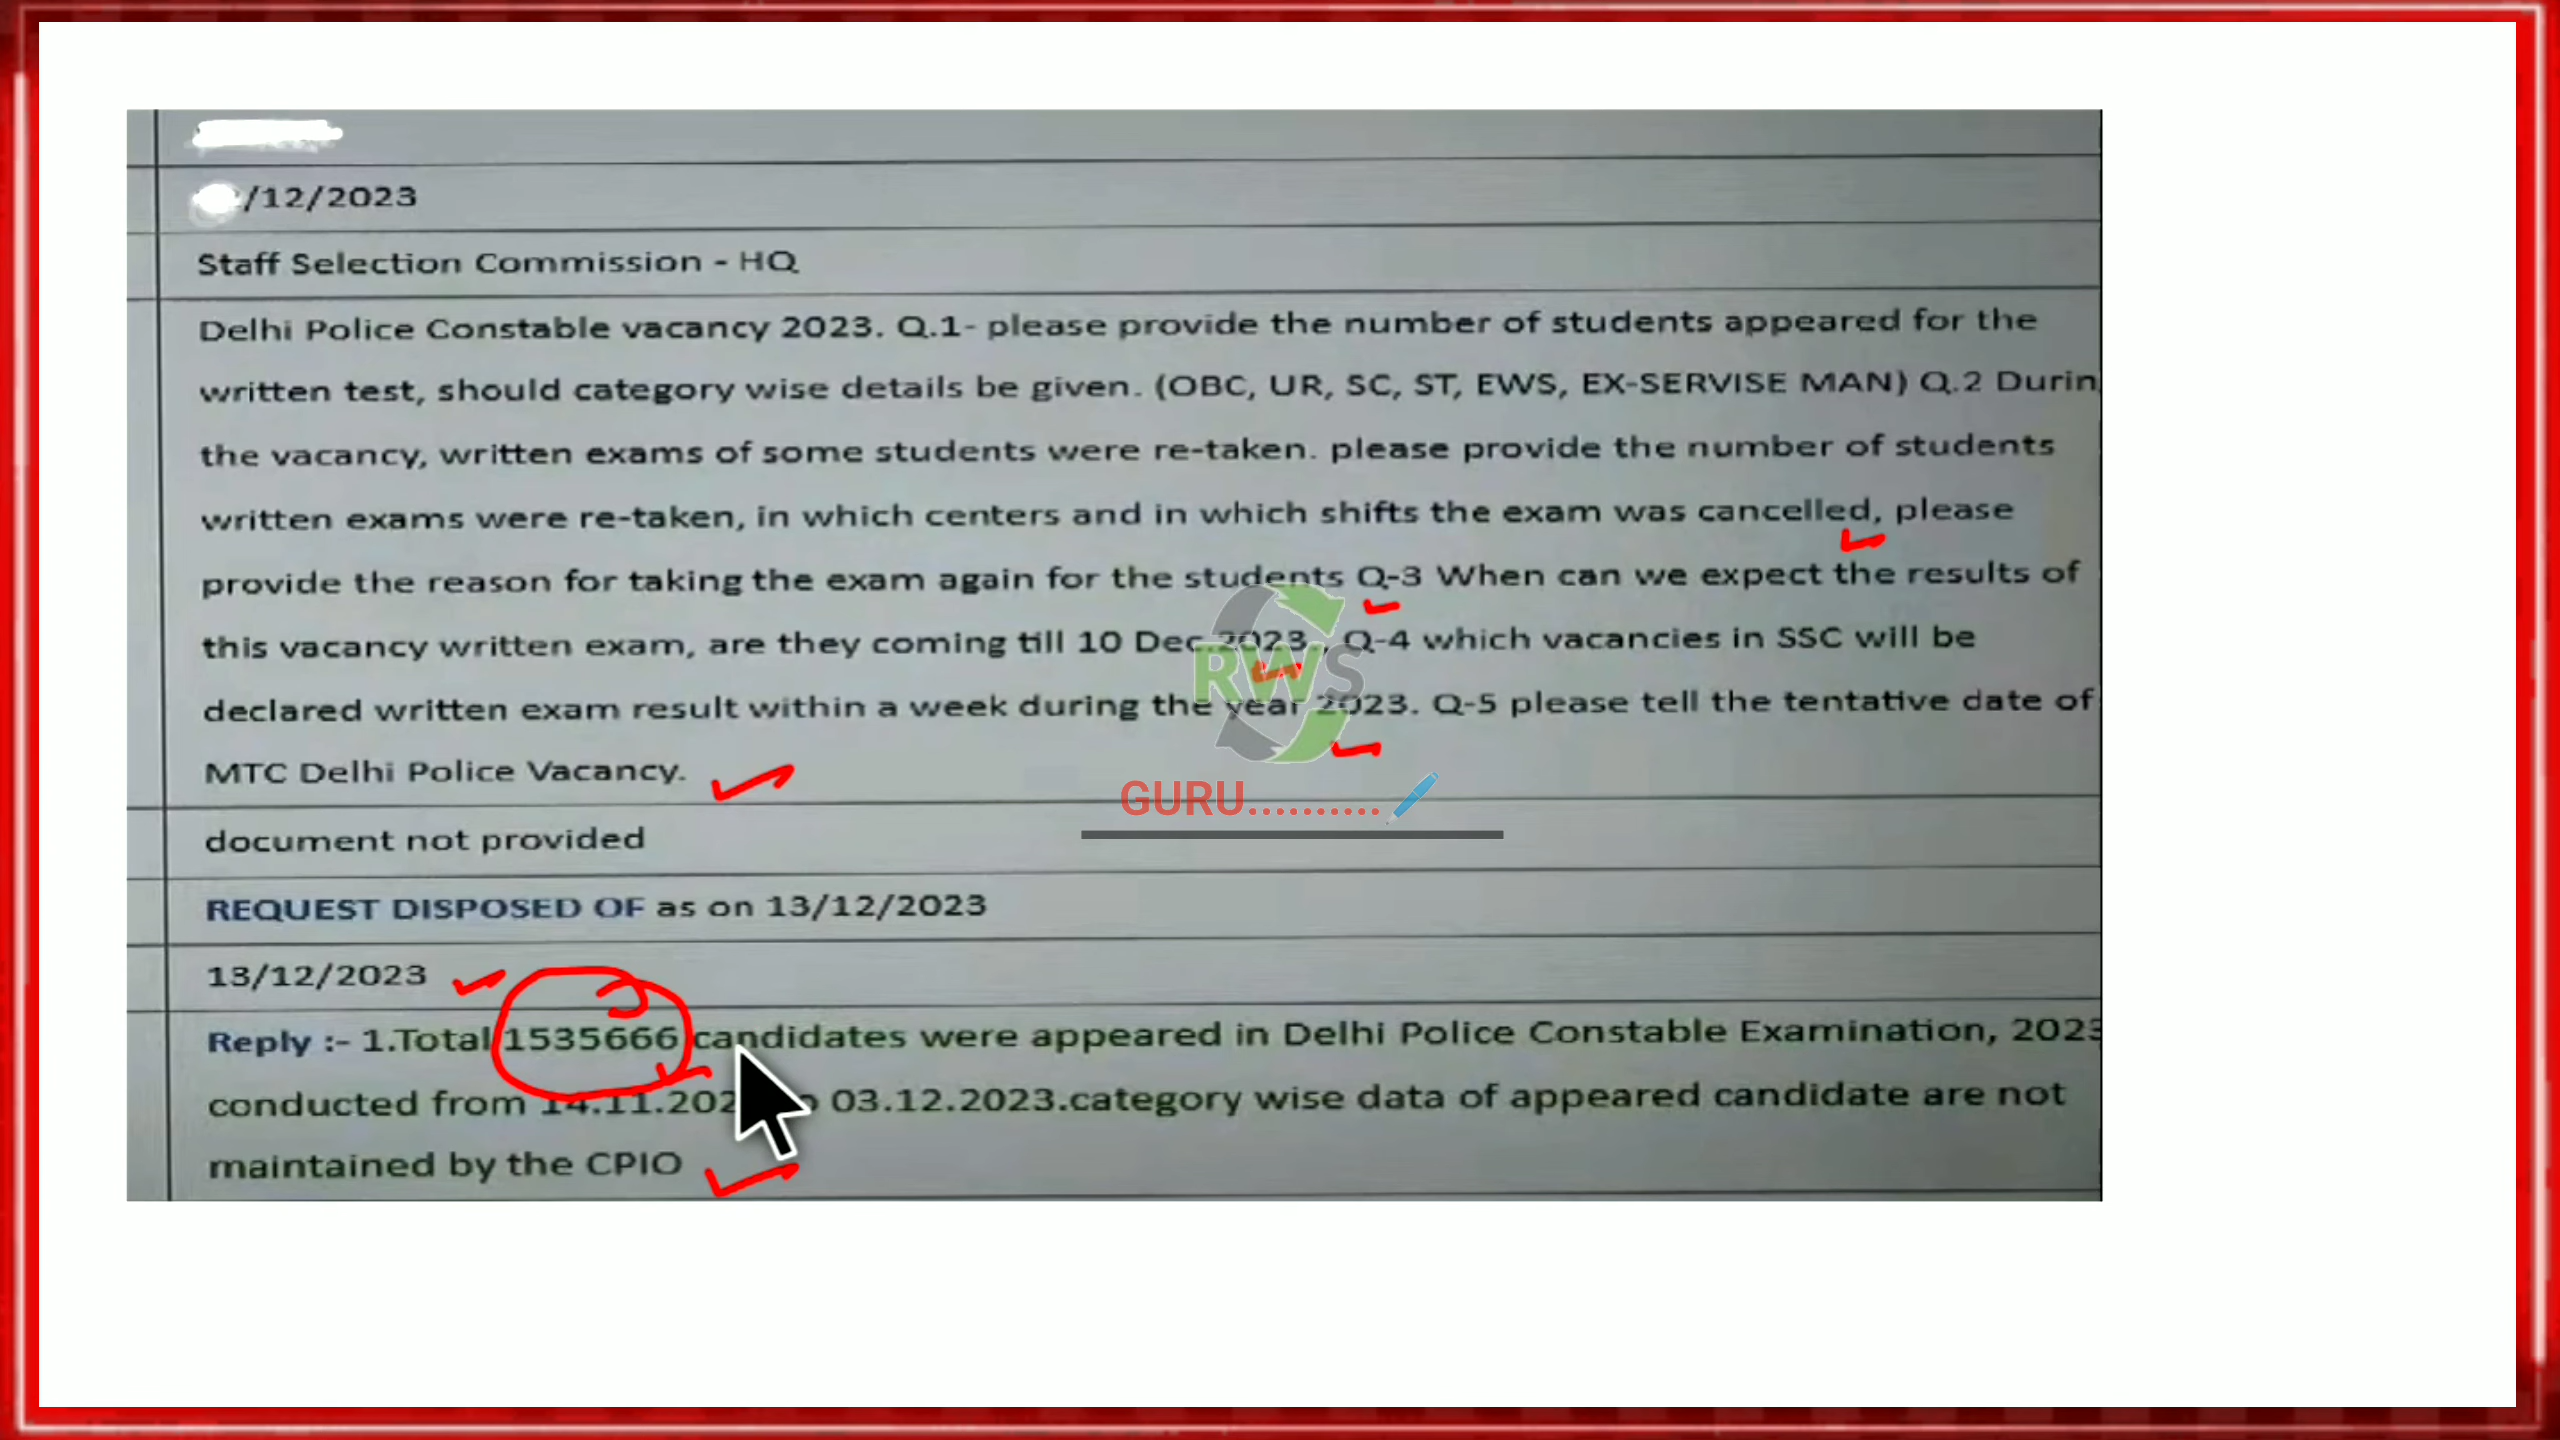 /12/2023
Staff Selection Commission - HQ
Delhi Police Constable vacancy 2023. Q.1- please provide the number of students appeared for the
written test, should category wise details be given. (OBC, UR, SC, ST, EWS, EX-SERVISE MAN) Q.2 Durin
the vacancy, written exams of some students were re-taken. please provide the number of students
written exams were re-taken, in which centers and in which shifts the exam was cancelled, please
provide the reason for taking the exam again for the students Q-3 When can we expect the results of
this vacancy written exam, are they coming till 10 Dec.2023., Q-4 which vacancies in SSC will be
declared written exam result within a week during the year 2023. Q-5 please tell the tentative date of
MTC Delhi Police Vacancy.
RWS
GURU..........
document not provided
REQUEST DISPOSED OF as on 13/12/2023
13/12/2023
Reply :- 1.Total 1535666 candidates were appeared in Delhi Police Constable Examination, 2023
conducted from 14.11.202 03.12.2023.category wise data of appeared candidate are not
maintained by the CPIO